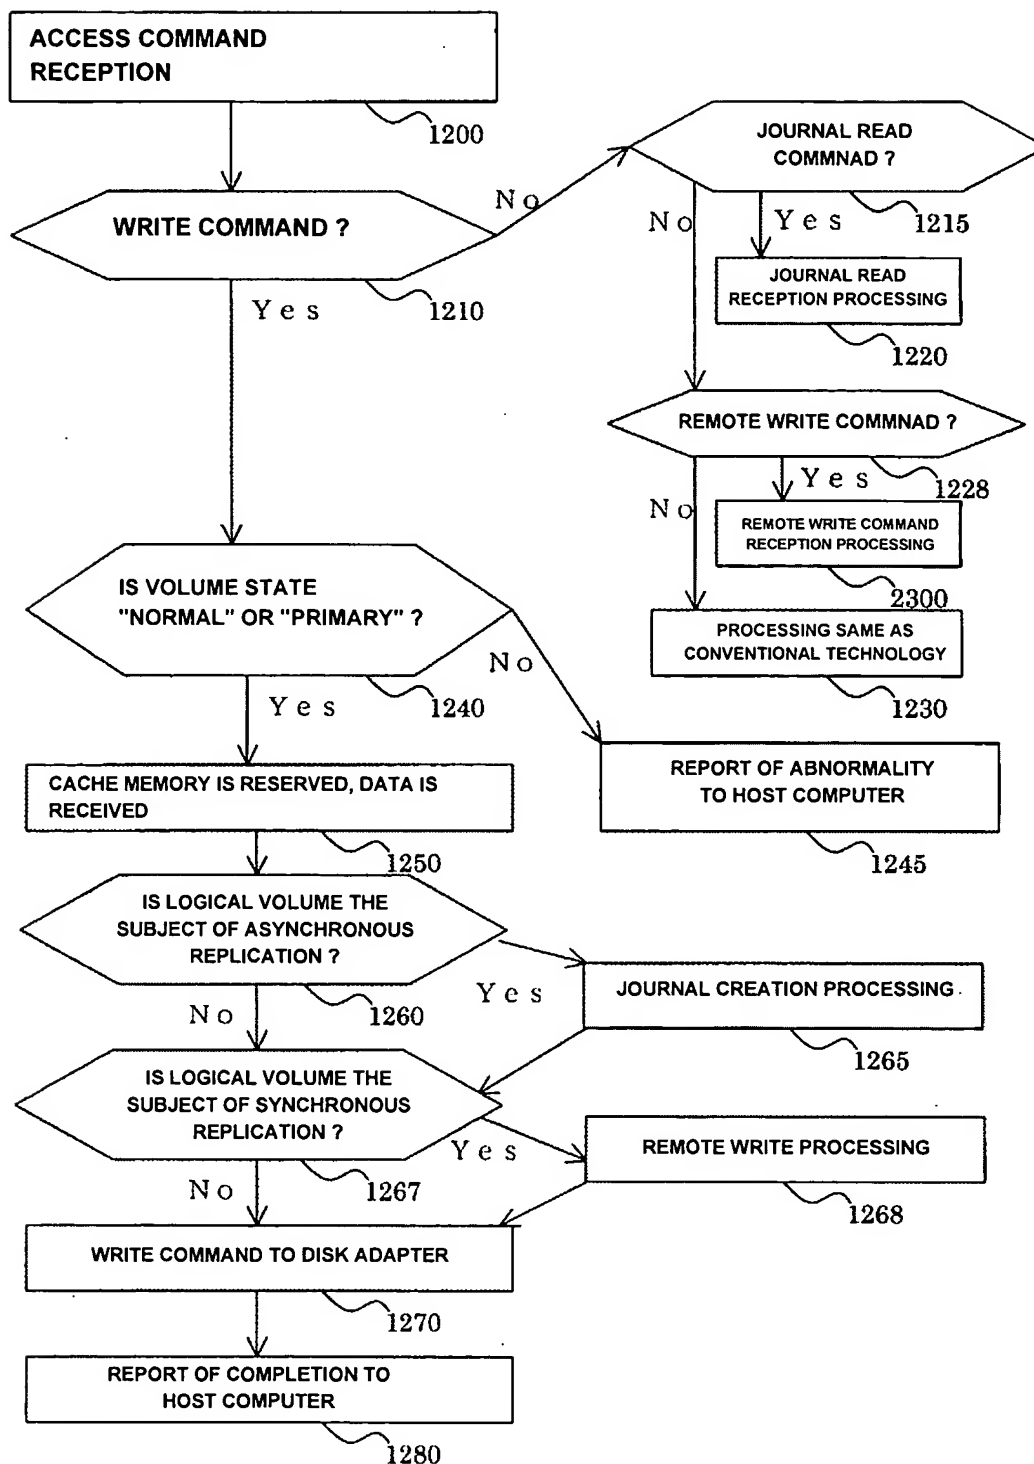 ACCESS COMMAND
RECEPTION
1200
WRITE COMMAND ?
1210
No
Yes
JOURNAL READ
COMMNAD ?
1215
No
Yes
JOURNAL READ
RECEPTION PROCESSING
1220
REMOTE WRITE COMMNAD ?
1228
Yes
No
REMOTE WRITE COMMAND
RECEPTION PROCESSING
2300
PROCESSING SAME AS
CONVENTIONAL TECHNOLOGY
1230
IS VOLUME STATE
"NORMAL" OR "PRIMARY" ?
1240
No
Yes
REPORT OF ABNORMALITY
TO HOST COMPUTER
1245
CACHE MEMORY IS RESERVED, DATA IS
RECEIVED
1250
IS LOGICAL VOLUME THE
SUBJECT OF ASYNCHRONOUS
REPLICATION ?
1260
Yes
No
JOURNAL CREATION PROCESSING
1265
IS LOGICAL VOLUME THE
SUBJECT OF SYNCHRONOUS
REPLICATION ?
1267
Yes
No
REMOTE WRITE PROCESSING
1268
WRITE COMMAND TO DISK ADAPTER
1270
REPORT OF COMPLETION TO
HOST COMPUTER
1280